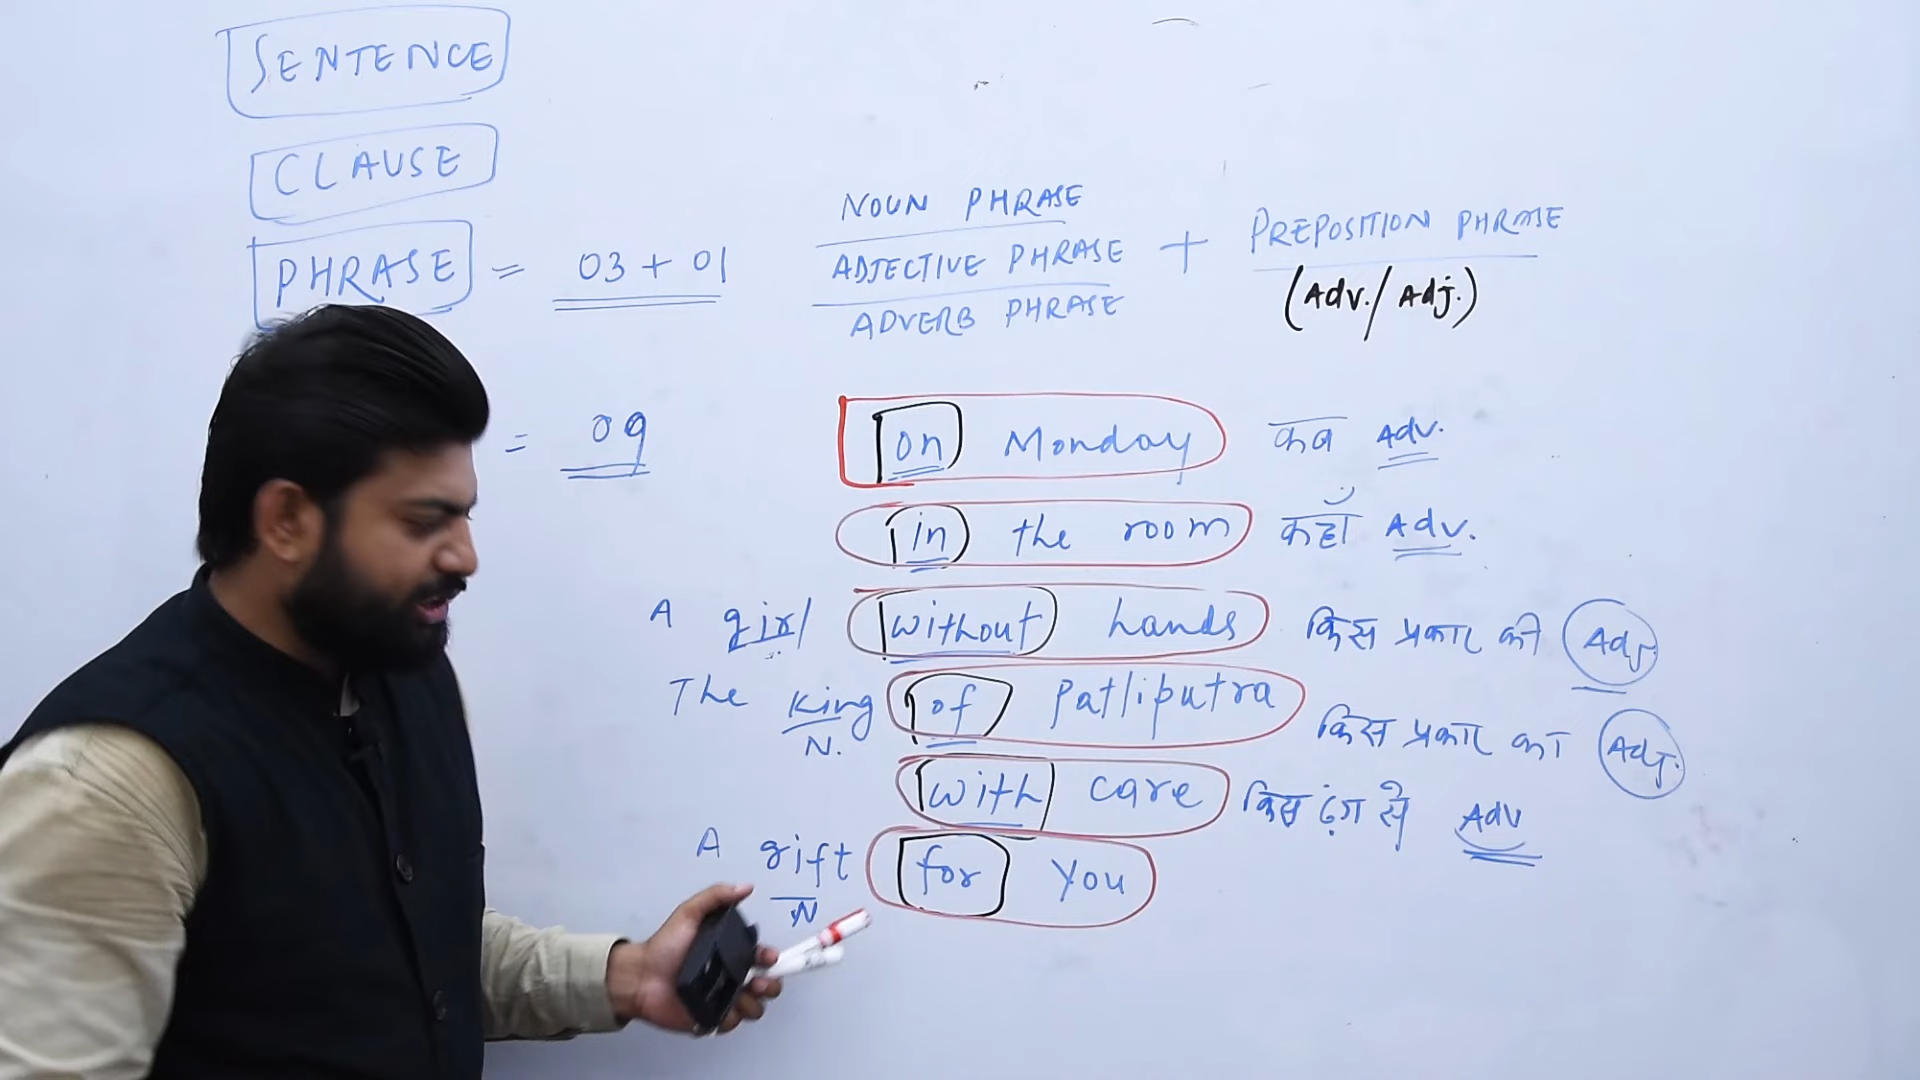 SENTENCE
CLAUSE
PHRASE = 03 + 01
NOUN PHRASE
ADJECTIVE PHRASE
ADVERB PHRASE
+ PREPOSITION PHRASE
(Adv./Adj.)
= 09
on Monday कब Adv.
in the room कहाँ Adv.
A girl without hands किस प्रकार की Adj.
The King of Patliputra किस प्रकार का Adj.
N.
with care किस ढंग से Adv
A gift for you
N